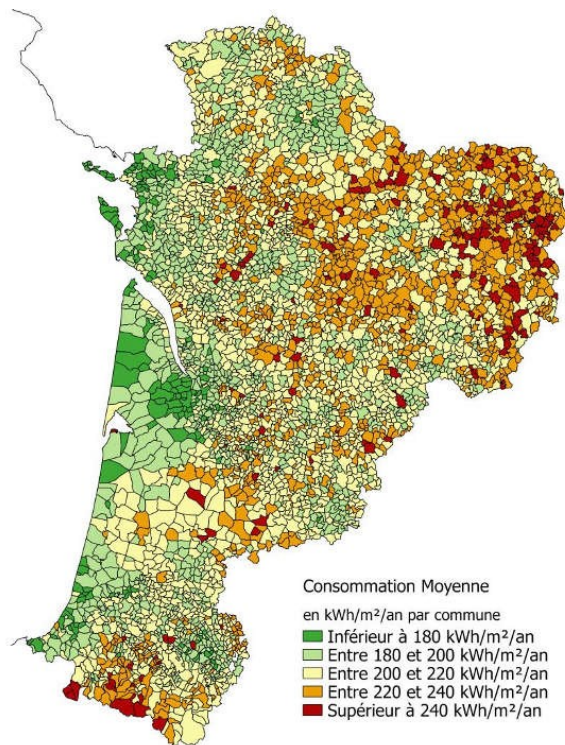 Consommation Moyenne
en kWh/m²/an par commune
Inférieur à 180 kWh/m²/an
Entre 180 et 200 kWh/m²/an
Entre 200 et 220 kWh/m²/an
Entre 220 et 240 kWh/m²/an
Supérieur à 240 kWh/m²/an